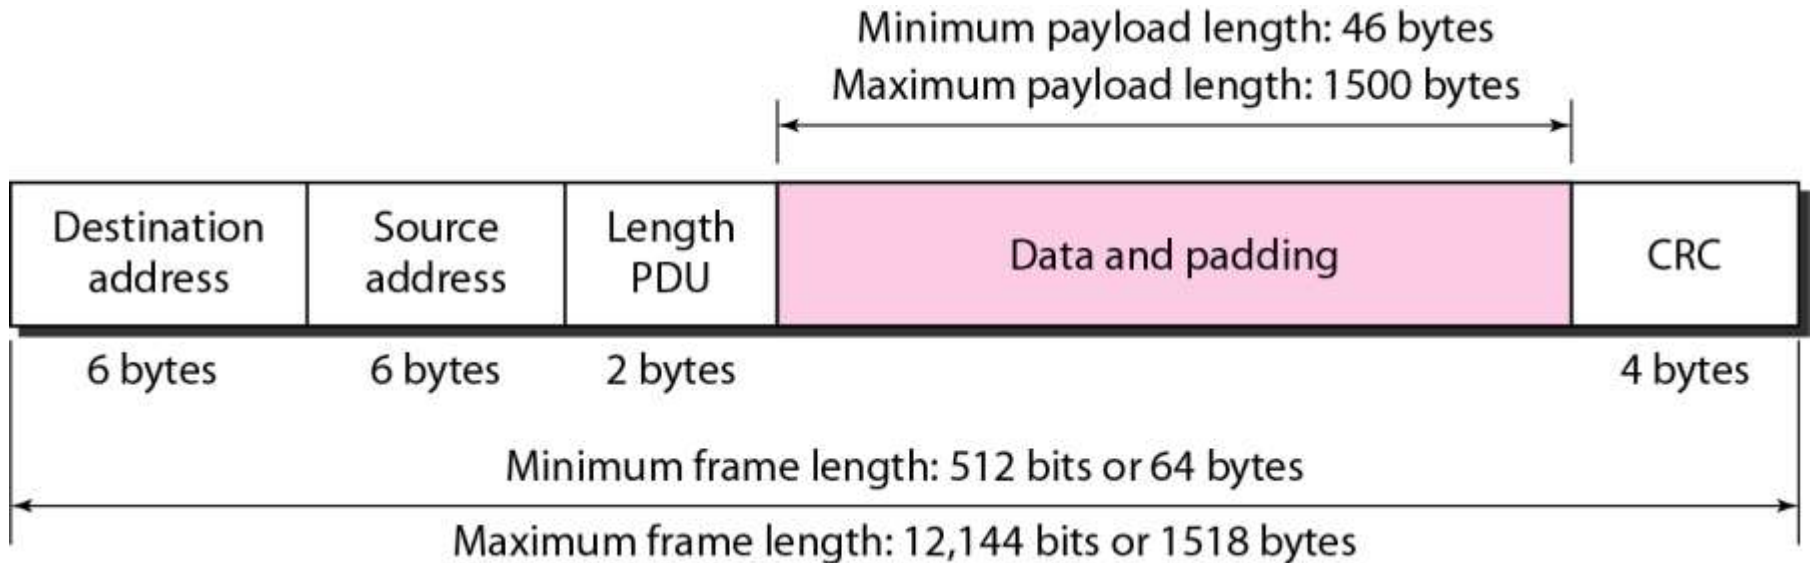 Minimum payload length: 46 bytes
Maximum payload length: 1500 bytes
Destination
address
Source
address
Length
PDU
Data and padding
CRC
6 bytes
6 bytes
2 bytes
4 bytes
Minimum frame length: 512 bits or 64 bytes
Maximum frame length: 12,144 bits or 1518 bytes